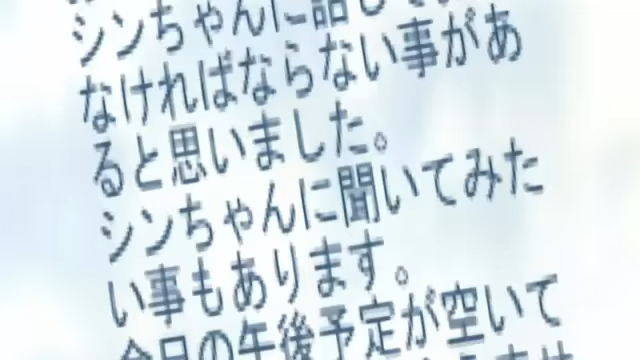 シンちゃんに話して
なければならない事があ
ると思いました。
シンちゃんに聞いてみた
い事もあります。
今日の午後予定が空いて